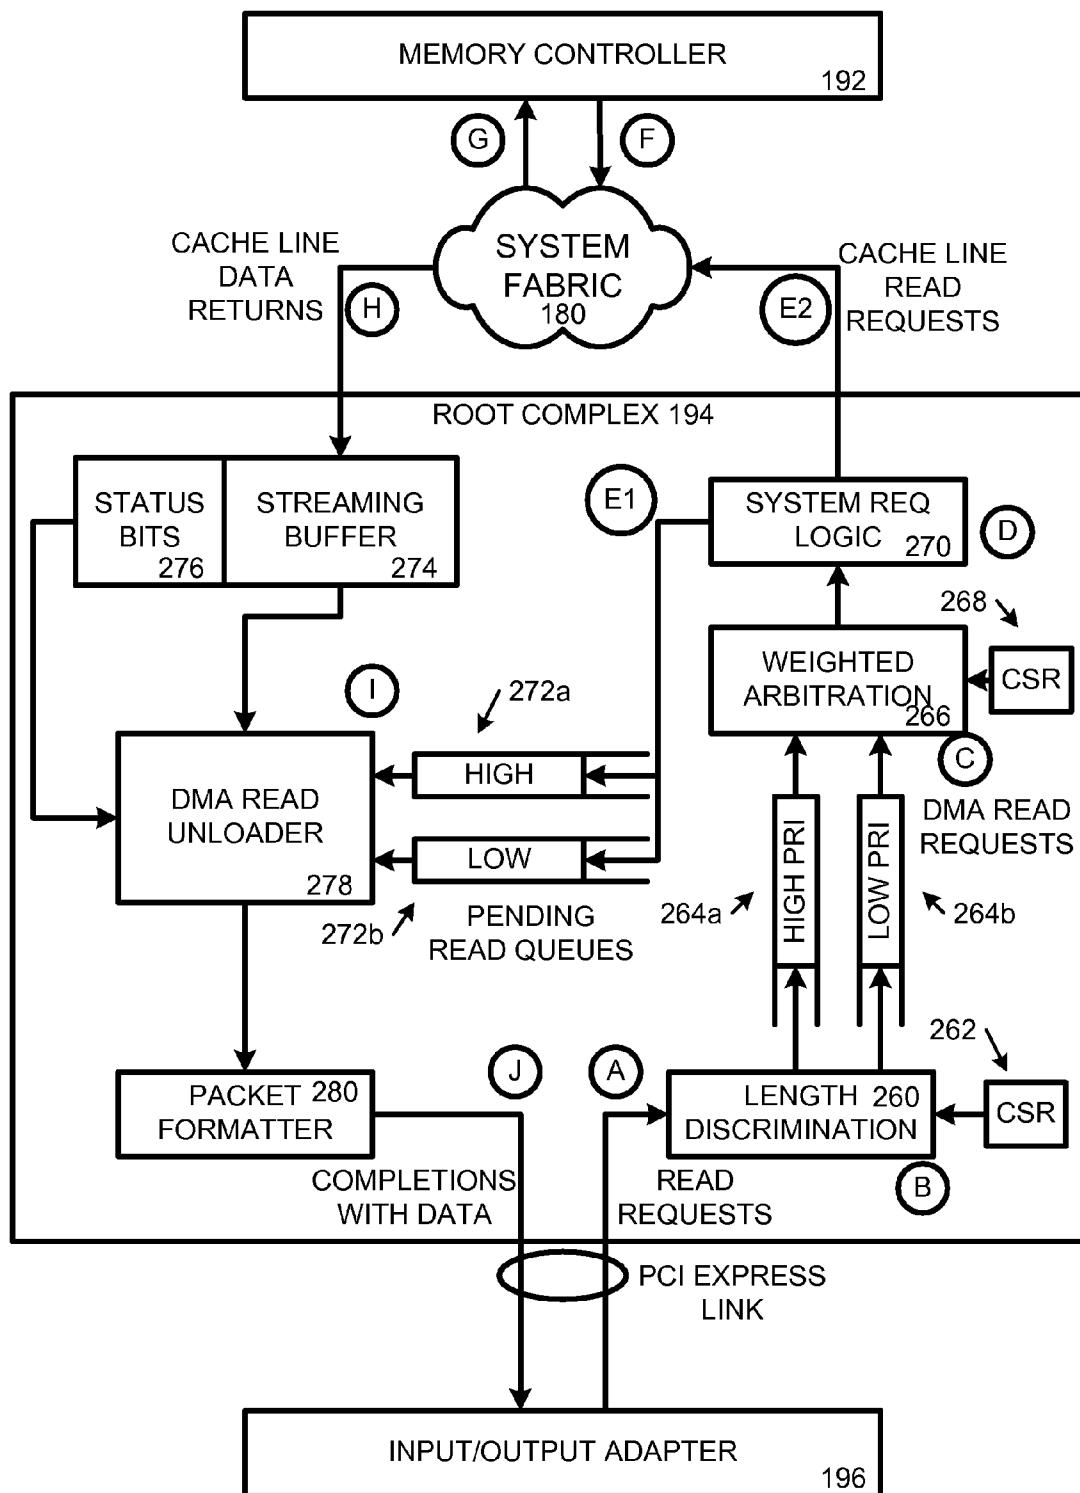 MEMORY CONTROLLER
192
G
F
CACHE LINE
DATA
RETURNS
H
SYSTEM
FABRIC
180
CACHE LINE
READ
REQUESTS
E2
ROOT COMPLEX 194
STATUS
BITS
276
STREAMING
BUFFER
274
E1
SYSTEM REQ
LOGIC
270
D
268
WEIGHTED
ARBITRATION
266
CSR
C
I
272a
HIGH
DMA READ
UNLOADER
278
LOW
272b
PENDING
READ QUEUES
264a
HIGH PRI
LOW PRI
DMA READ
REQUESTS
264b
262
PACKET
FORMATTER
280
J
A
LENGTH
DISCRIMINATION
260
CSR
B
COMPLETIONS
WITH DATA
READ
REQUESTS
PCI EXPRESS
LINK
INPUT/OUTPUT ADAPTER
196